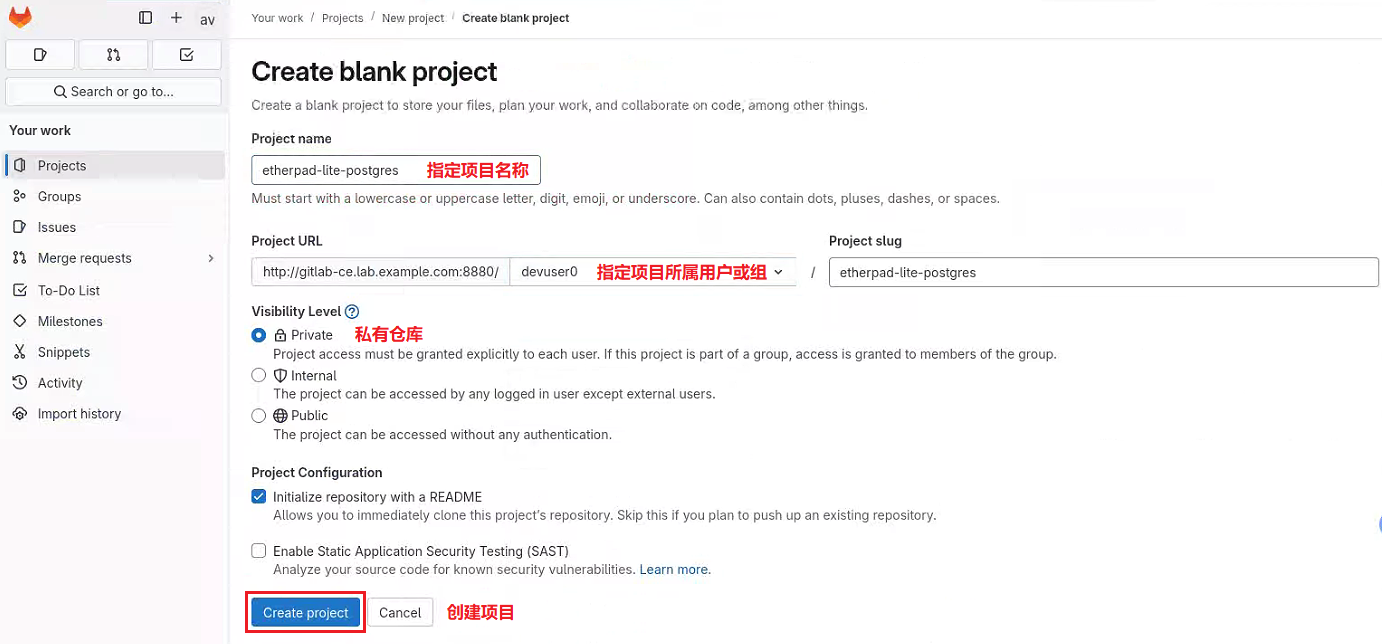 av
Your work / Projects / New project / Create blank project
Search or go to...
Your work
Projects
Groups
Issues
Merge requests
To-Do List
Milestones
Snippets
Activity
Import history
Create blank project
Create a blank project to store your files, plan your work, and collaborate on code, among other things.
Project name
etherpad-lite-postgres 指定项目名称
Must start with a lowercase or uppercase letter, digit, emoji, or underscore. Can also contain dots, pluses, dashes, or spaces.
Project URL Project slug
http://gitlab-ce.lab.example.com:8880/ devuser0 指定项目所属用户或组 / etherpad-lite-postgres
Visibility Level
Private 私有仓库
Project access must be granted explicitly to each user. If this project is part of a group, access is granted to members of the group.
Internal
The project can be accessed by any logged in user except external users.
Public
The project can be accessed without any authentication.
Project Configuration
Initialize repository with a README
Allows you to immediately clone this project's repository. Skip this if you plan to push up an existing repository.
Enable Static Application Security Testing (SAST)
Analyze your source code for known security vulnerabilities. Learn more.
Create project Cancel 创建项目